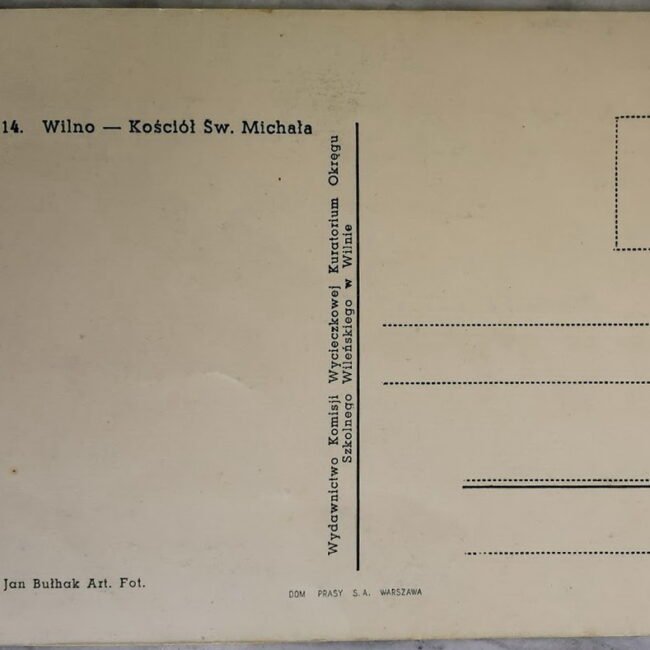 14. Wilno — Kościół Św. Michała
Wydawnictwo Komisji Wycieczkowej Kuratorium Okręgu
Szkolnego Wileńskiego w Wilnie
Jan Bułhak Art. Fot.
DOM PRASY S.A. WARSZAWA